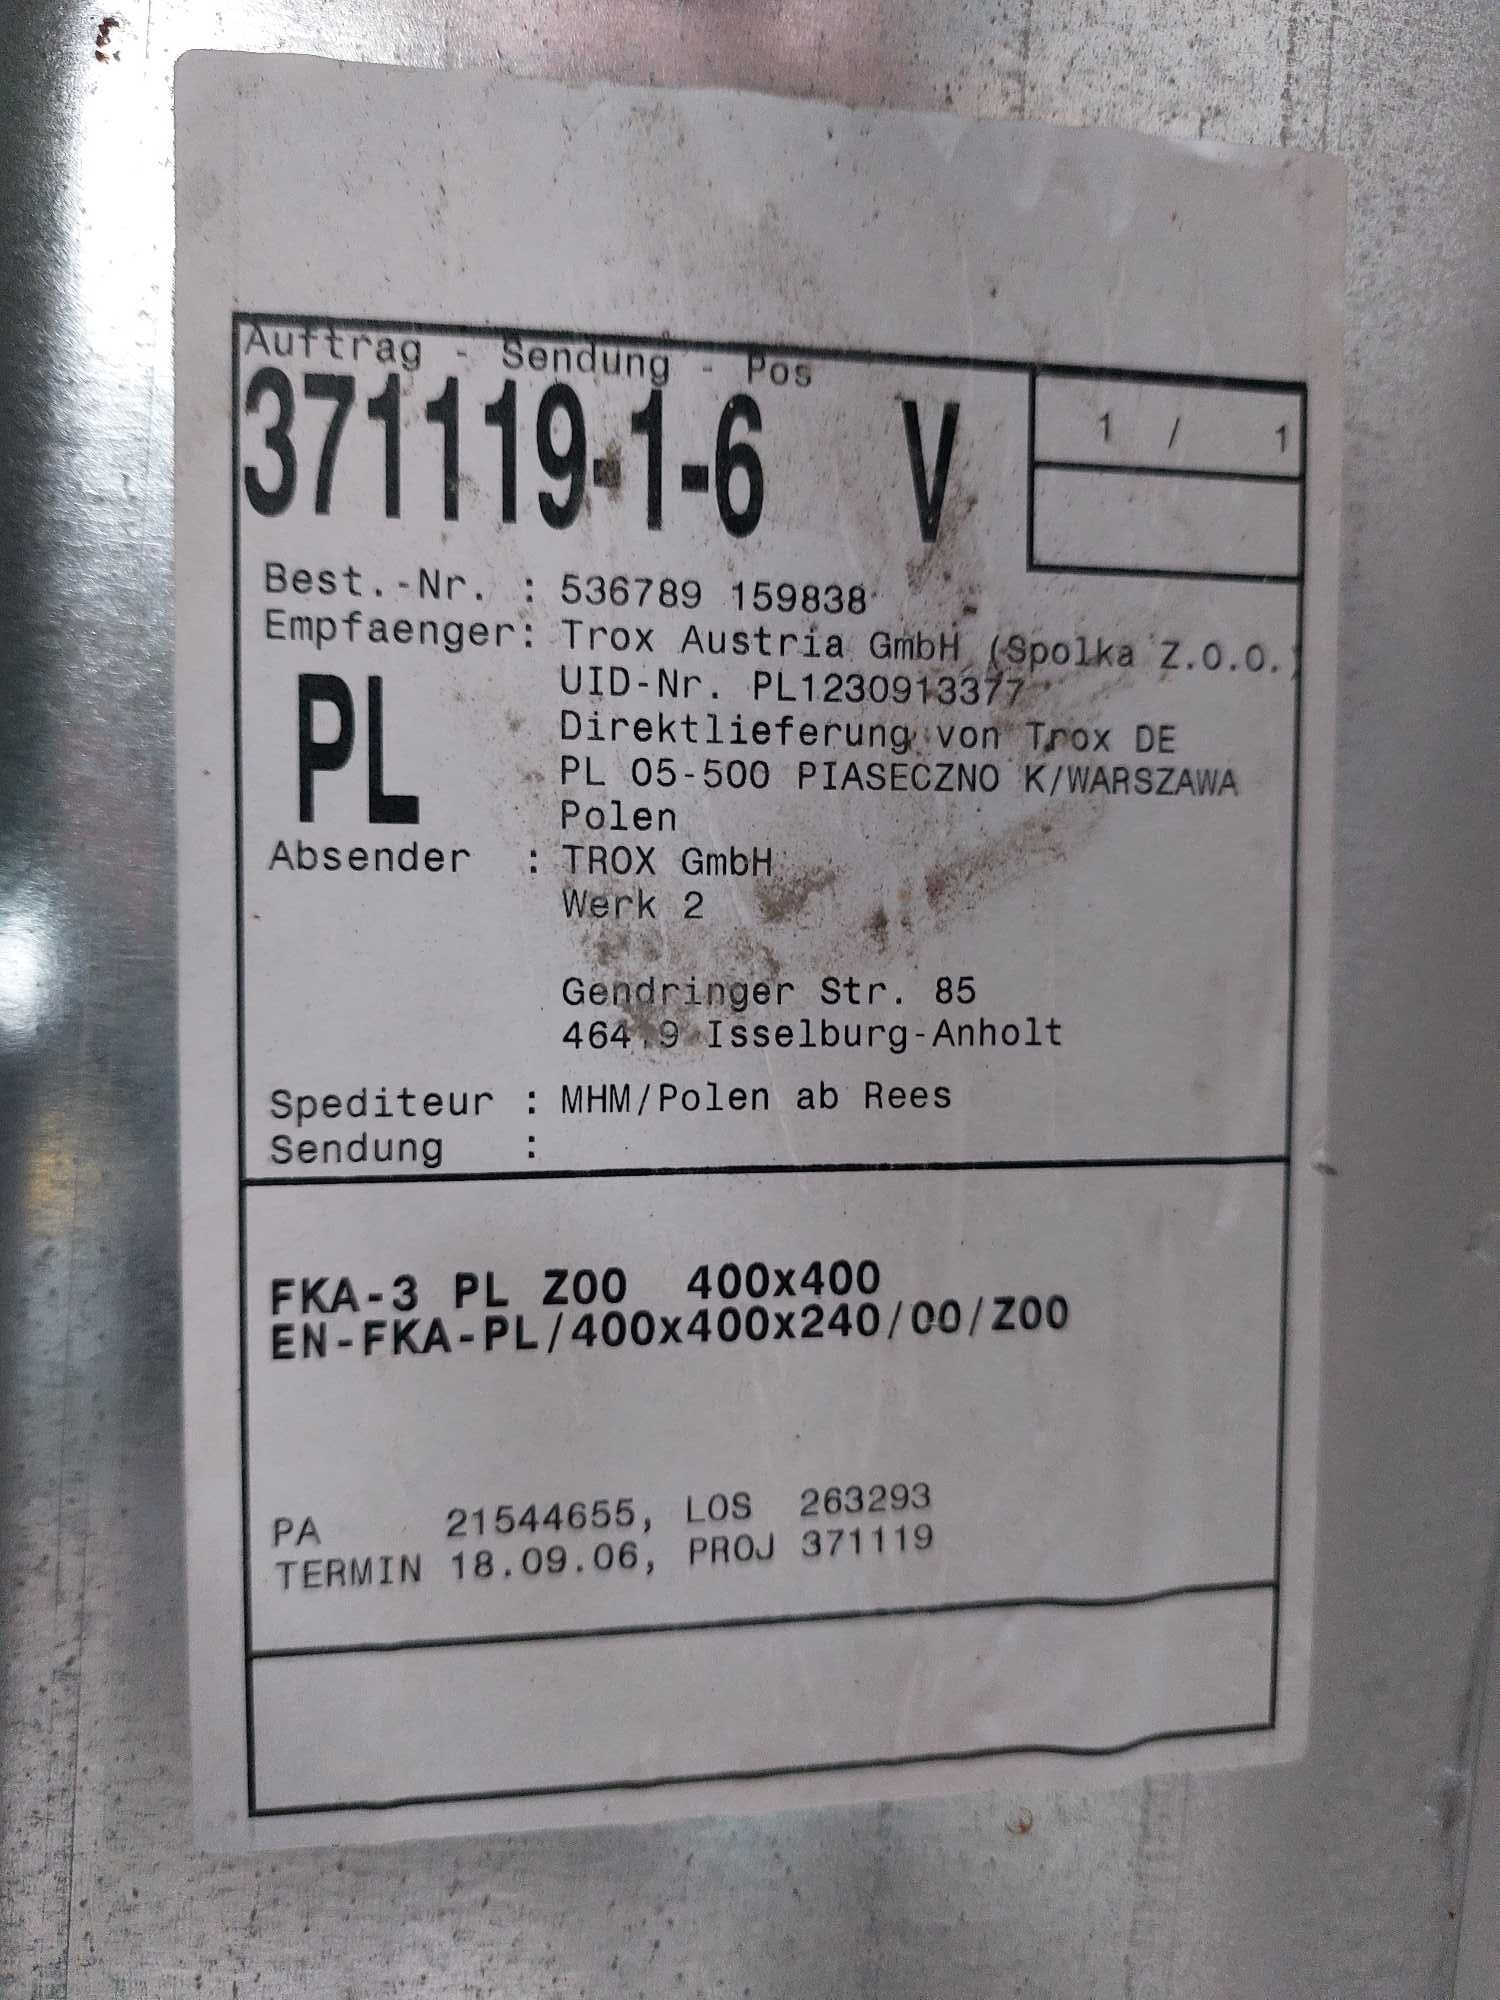 Auftrag - Sendung - Pos
371119-1-6 V
1 / 1
Best.-Nr. : 536789 159838
Empfaenger: Trox Austria GmbH (Spolka Z.O.O.)
UID-Nr. PL1230913377
PL
Direktlieferung von Trox DE
PL 05-500 PIASECZNO K/WARSZAWA
Polen
Absender : TROX GmbH
Werk 2
Gendringer Str. 85
Isselburg-Anholt
Spediteur : MHM/Polen ab Rees
Sendung :
FKA-3 PL Z00 400x400
EN-FKA-PL/400x400x240/00/Z00
PA 21544655, LOS 263293
TERMIN 18.09.06, PROJ 371119